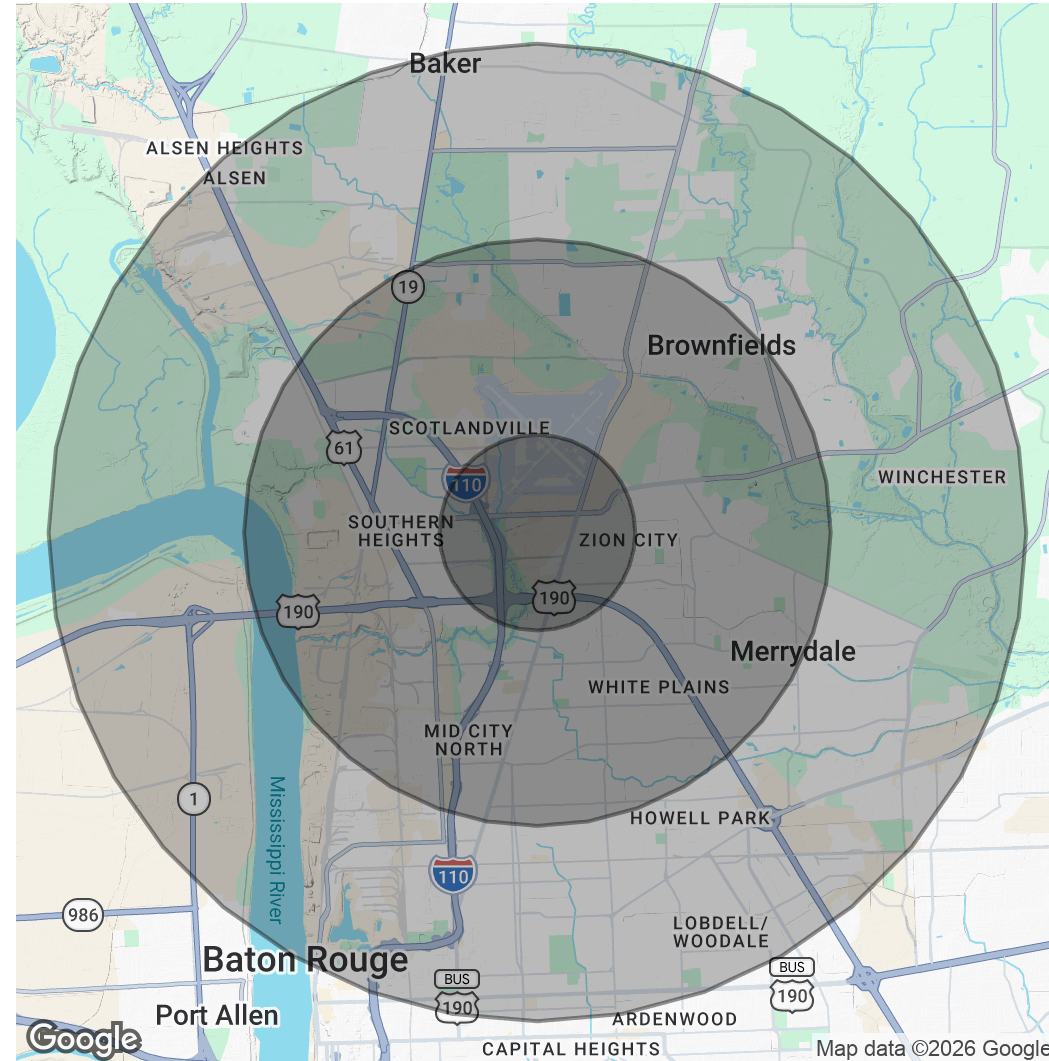 Baker
ALSEN HEIGHTS
ALSEN
19
Brownfields
SCOTLANDVILLE
61
110
WINCHESTER
SOUTHERN
HEIGHTS
ZION CITY
190
190
Merrydale
WHITE PLAINS
MID CITY
NORTH
1
Mississippi River
HOWELL PARK
110
986
LOBDELL/
WOODALE
Baton Rouge
BUS
190
BUS
190
Port Allen
ARDENWOOD
CAPITAL HEIGHTS
Google
Map data ©2026 Google